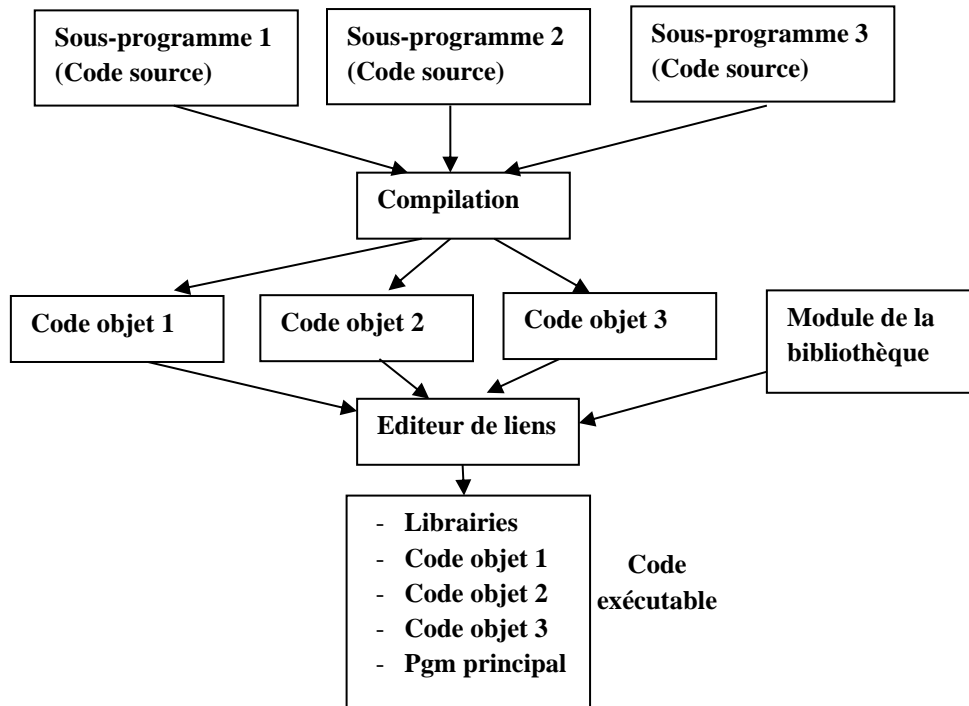 Sous-programme 1
(Code source)
Sous-programme 2
(Code source)
Sous-programme 3
(Code source)
Compilation
Code objet 1
Code objet 2
Code objet 3
Module de la
bibliothèque
Editeur de liens
- Librairies
- Code objet 1
- Code objet 2
- Code objet 3
- Pgm principal
Code
exécutable